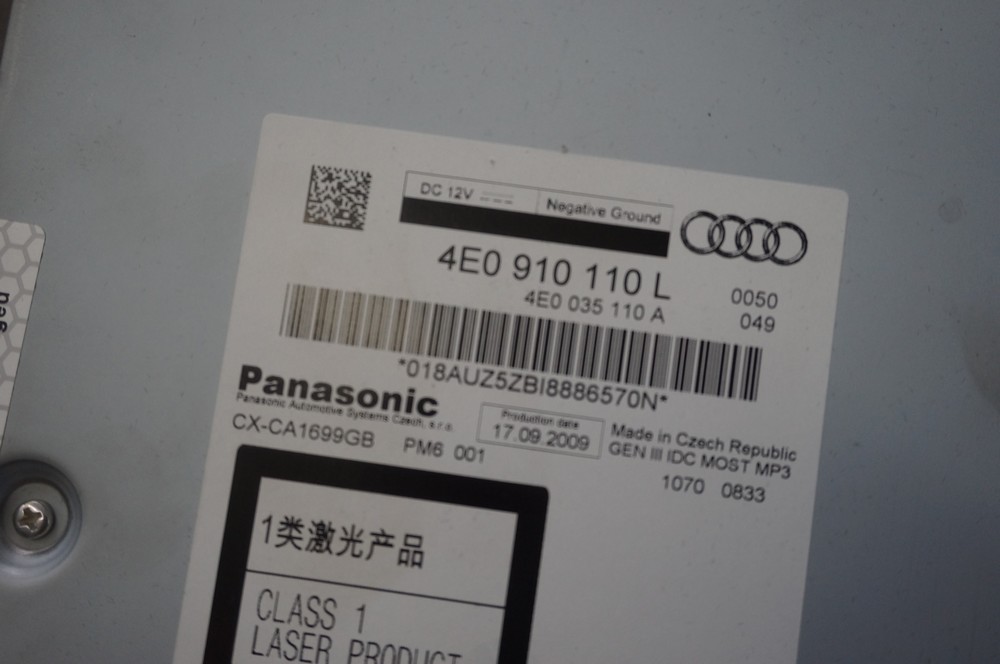 DC 12V
Negative Ground
4E0 910 110 L
4E0 035 110 A
0050
049
*018AUZ5ZBI8886570N*
Panasonic
Panasonic Automotive Systems Czech, s.r.o.
CX-CA1699GB
PM6 001
Production date
17.09.2009
Made in Czech Republic
GEN III IDC MOST MP3
1070 0833
1类激光产品
CLASS 1
LASER PRODUCT